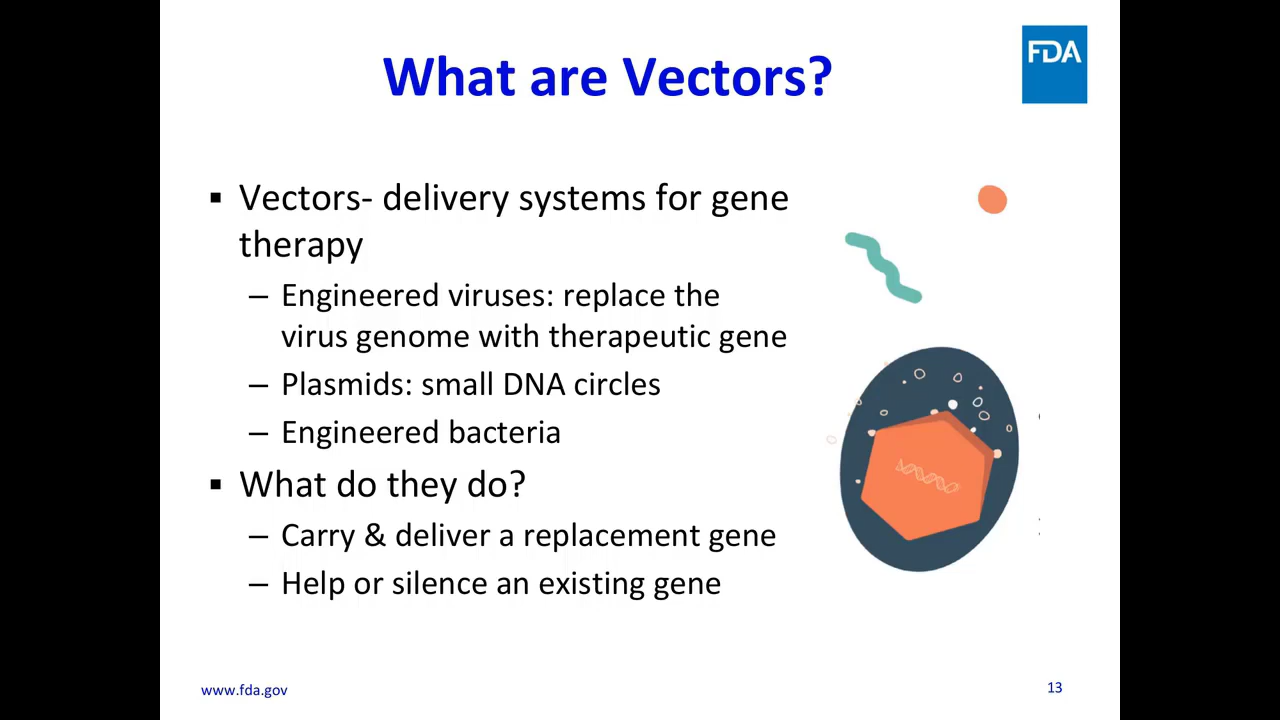 What are Vectors?
FDA
▪ Vectors- delivery systems for gene
therapy
– Engineered viruses: replace the
virus genome with therapeutic gene
– Plasmids: small DNA circles
– Engineered bacteria
▪ What do they do?
– Carry & deliver a replacement gene
– Help or silence an existing gene
www.fda.gov
13